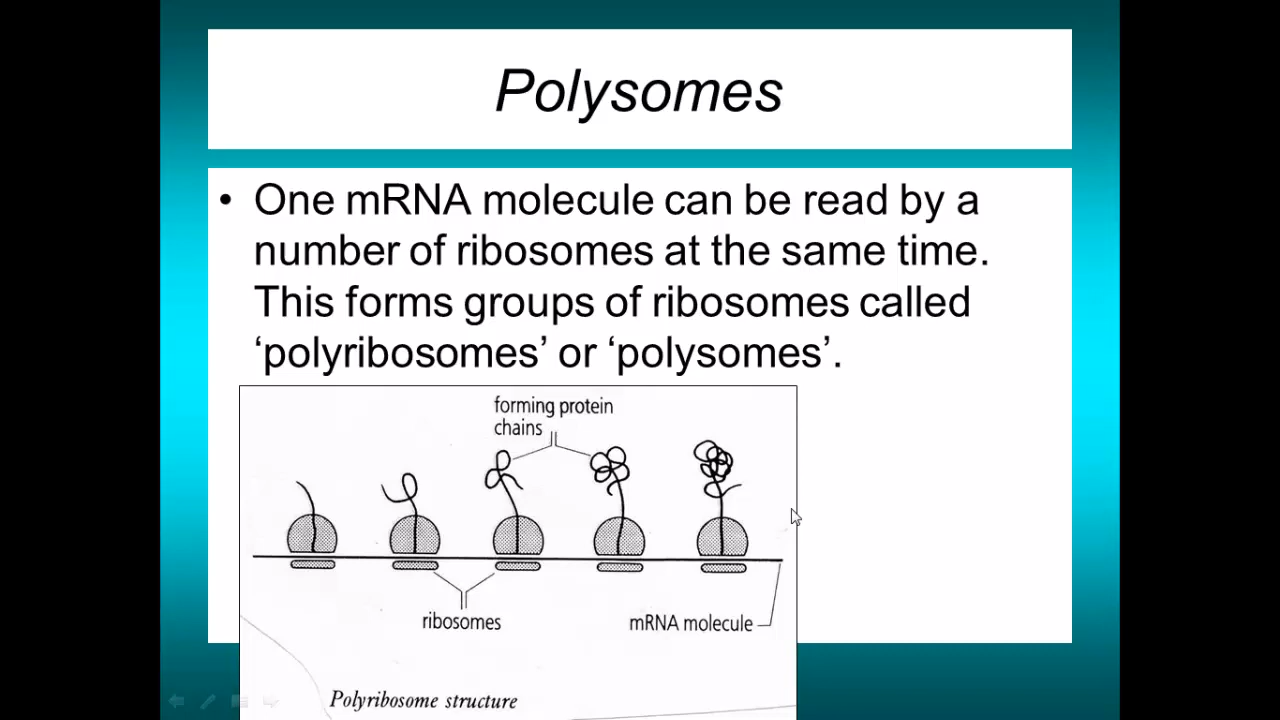 Polysomes
• One mRNA molecule can be read by a
number of ribosomes at the same time.
This forms groups of ribosomes called
‘polyribosomes’ or ‘polysomes’.
forming protein
chains
ribosomes
mRNA molecule
Polyribosome structure